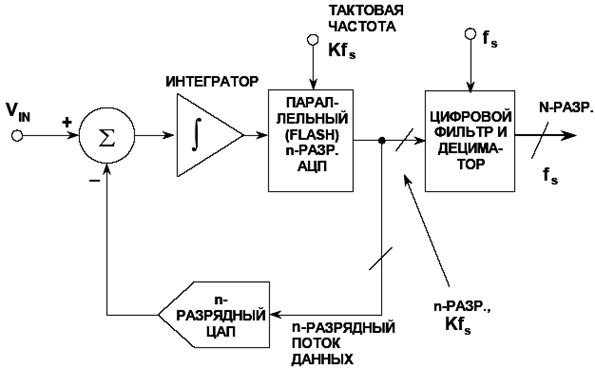 ТАКТОВАЯ
ЧАСТОТА
Kfs
fs
ИНТЕГРАТОР
VIN
+
Σ
−
∫
ПАРАЛ-
ЛЕЛЬНЫЙ
(FLASH)
n-РАЗР.
АЦП
ЦИФРОВОЙ
ФИЛЬТР И
ДЕЦИМА-
ТОР
N-РАЗР.
fs
n-
РАЗРЯДНЫЙ
ЦАП
n-РАЗРЯДНЫЙ
ПОТОК
ДАННЫХ
n-РАЗР.,
Kfs